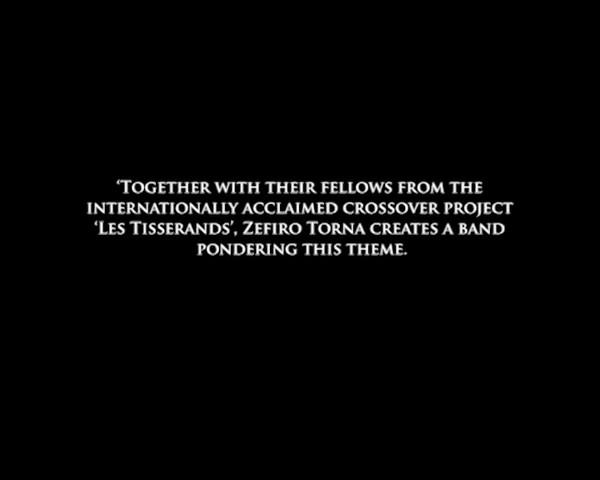 ‘Together with their fellows from the
internationally acclaimed crossover project
‘Les Tisserands’, Zefiro Torna creates a band
pondering this theme.